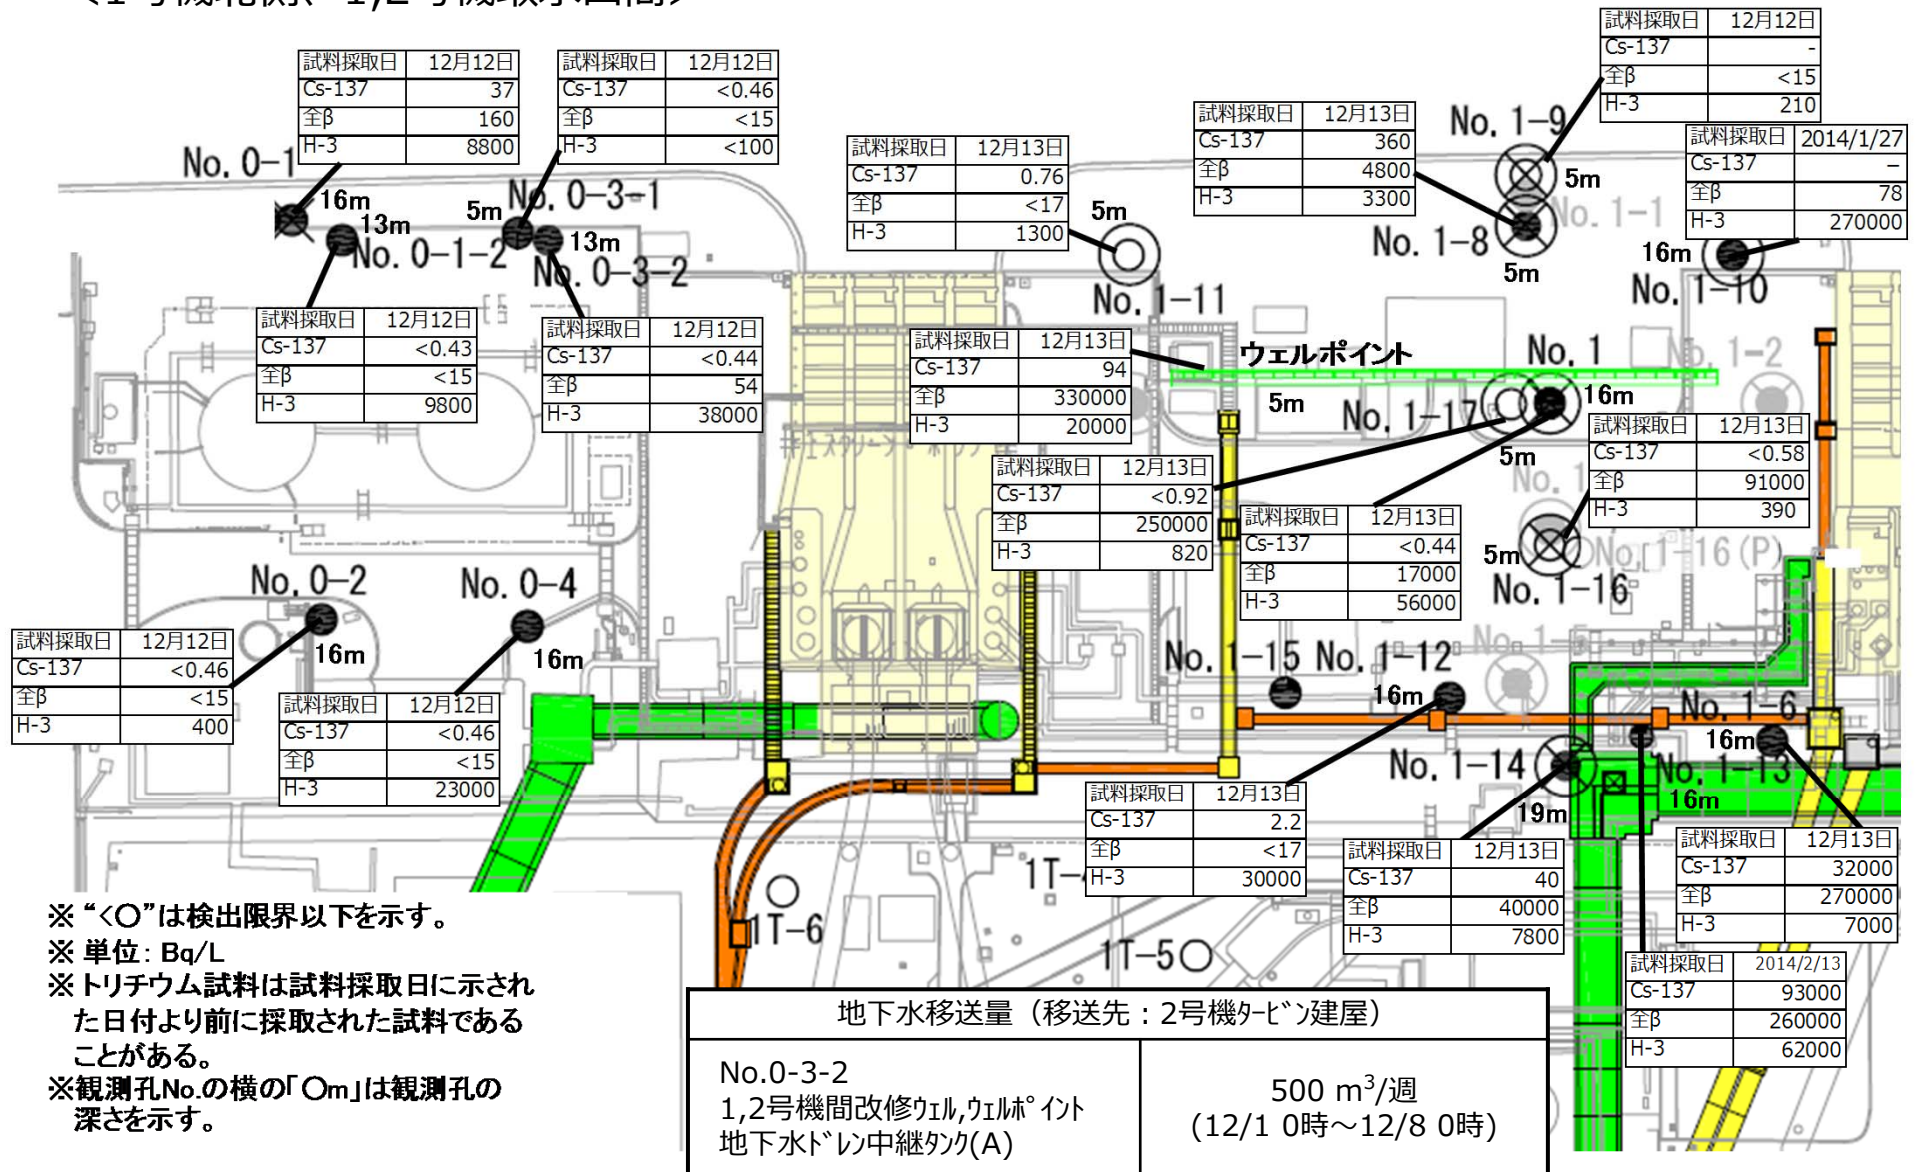 試料採取日 12月12日
Cs-137 37
全β 160
H-3 8800
試料採取日 12月12日
Cs-137 <0.46
全β <15
H-3 <100
試料採取日 12月13日
Cs-137 0.76
全β <17
H-3 1300
試料採取日 12月13日
Cs-137 360
全β 4800
H-3 3300
試料採取日 12月12日
Cs-137 -
全β <15
H-3 210
試料採取日 2014/1/27
Cs-137 –
全β 78
H-3 270000
No. 0-1
16m
13m
No. 0-1-2
5m
No. 0-3-1
13m
No. 0-3-2
5m
No. 1-11
No. 1-9
5m
No. 1-1
No. 1-8
5m
16m
No. 1-10
試料採取日 12月12日
Cs-137 <0.43
全β <15
H-3 9800
試料採取日 12月12日
Cs-137 <0.44
全β 54
H-3 38000
試料採取日 12月13日
Cs-137 94
全β 330000
H-3 20000
ウェルポイント
5m
No. 1
No. 1-2
16m
No. 1-17
5m
試料採取日 12月13日
Cs-137 <0.58
全β 91000
H-3 390
試料採取日 12月13日
Cs-137 <0.92
全β 250000
H-3 820
試料採取日 12月13日
Cs-137 <0.44
全β 17000
H-3 56000
5m
No. 1-16(P)
No. 1-16
No. 0-2
16m
No. 0-4
16m
No. 1-15
No. 1-12
16m
No. 1-5
No. 1-6
16m
No. 1-14
19m
No. 1-13
16m
試料採取日 12月12日
Cs-137 <0.46
全β <15
H-3 400
試料採取日 12月12日
Cs-137 <0.46
全β <15
H-3 23000
試料採取日 12月13日
Cs-137 2.2
全β <17
H-3 30000
試料採取日 12月13日
Cs-137 40
全β 40000
H-3 7800
試料採取日 12月13日
Cs-137 32000
全β 270000
H-3 7000
試料採取日 2014/2/13
Cs-137 93000
全β 260000
H-3 62000
1T-6
1T-5
※ “<○”は検出限界以下を示す。
※ 単位: Bq/L
※ トリチウム試料は試料採取日に示され
た日付より前に採取された試料である
ことがある。
※観測孔No.の横の「○m」は観測孔の
深さを示す。
地下水移送量（移送先：2号機ﾀｰﾋﾞﾝ建屋）
No.0-3-2
1,2号機間改修ｳｪﾙ,ｳｪﾙﾎﾟｲﾝﾄ
地下水ﾄﾞﾚﾝ中継ﾀﾝｸ(A)
500 m³/週
(12/1 0時～12/8 0時)